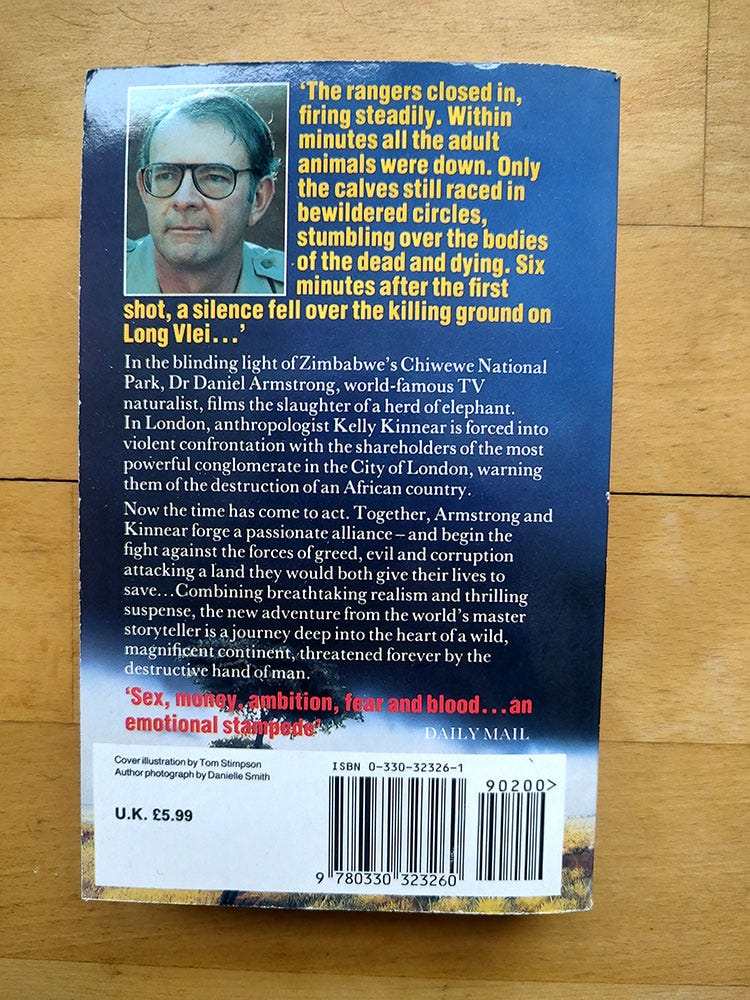 ‘The rangers closed in,
firing steadily. Within
minutes all the adult
animals were down. Only
the calves still raced in
bewildered circles,
stumbling over the bodies
of the dead and dying. Six
minutes after the first
shot, a silence fell over the killing ground on
Long Vlei...’
In the blinding light of Zimbabwe’s Chiwewe National
Park, Dr Daniel Armstrong, world-famous TV
naturalist, films the slaughter of a herd of elephant.
In London, anthropologist Kelly Kinnear is forced into
violent confrontation with the shareholders of the most
powerful conglomerate in the City of London, warning
them of the destruction of an African country.
Now the time has come to act. Together, Armstrong and
Kinnear forge a passionate alliance – and begin the
fight against the forces of greed, evil and corruption
attacking a land they would both give their lives to
save...Combining breathtaking realism and thrilling
suspense, the new adventure from the world’s master
storyteller is a journey deep into the heart of a wild,
magnificent continent, threatened forever by the
destructive hand of man.
‘Sex, money, ambition, fear and blood...an
emotional stampede’
DAILY MAIL
Cover illustration by Tom Stimpson
Author photograph by Danielle Smith
U.K. £5.99
ISBN 0-330-32326-1
90200>
9 780330 323260